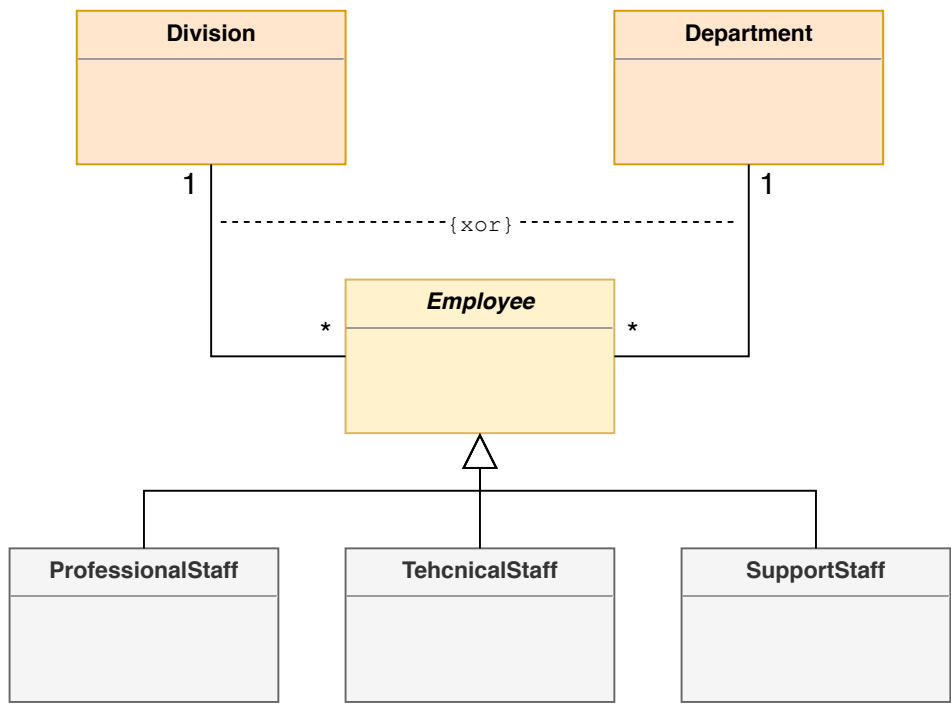 Division
Department
1
1
{xor}
Employee
*
*
ProfessionalStaff
TehcnicalStaff
SupportStaff